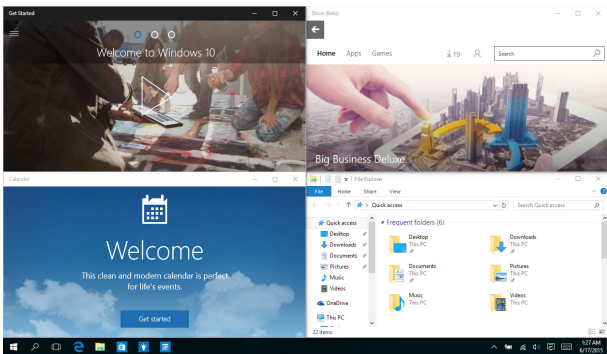 Get Started
Welcome to Windows 10
Store (Beta)
Home Apps Games 19 Search
Big Business Deluxe
Calendar
Welcome
This clean and modern calendar is perfect
for life's events.
Get started
File Explorer
File Home Share View
Quick access
Search Quick access
Quick access
Desktop
Downloads
Documents
Pictures
Music
Videos
OneDrive
This PC
Frequent folders (6)
Desktop
This PC
Downloads
This PC
Documents
This PC
Pictures
This PC
Music
This PC
Videos
This PC
22 items
1:27 AM
6/17/2015